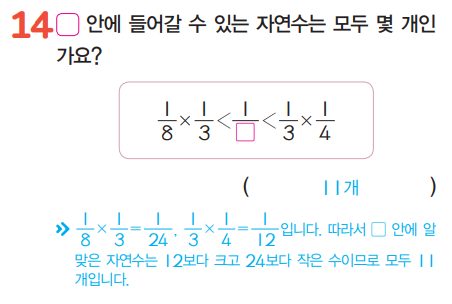 14 □ 안에 들어갈 수 있는 자연수는 모두 몇 개인
가요?
1/8 × 1/3 < 1/□ < 1/3 × 1/4
( 11개 )
» 1/8 × 1/3 = 1/24, 1/3 × 1/4 = 1/12 입니다. 따라서 □ 안에 알
맞은 자연수는 12보다 크고 24보다 작은 수이므로 모두 11
개입니다.